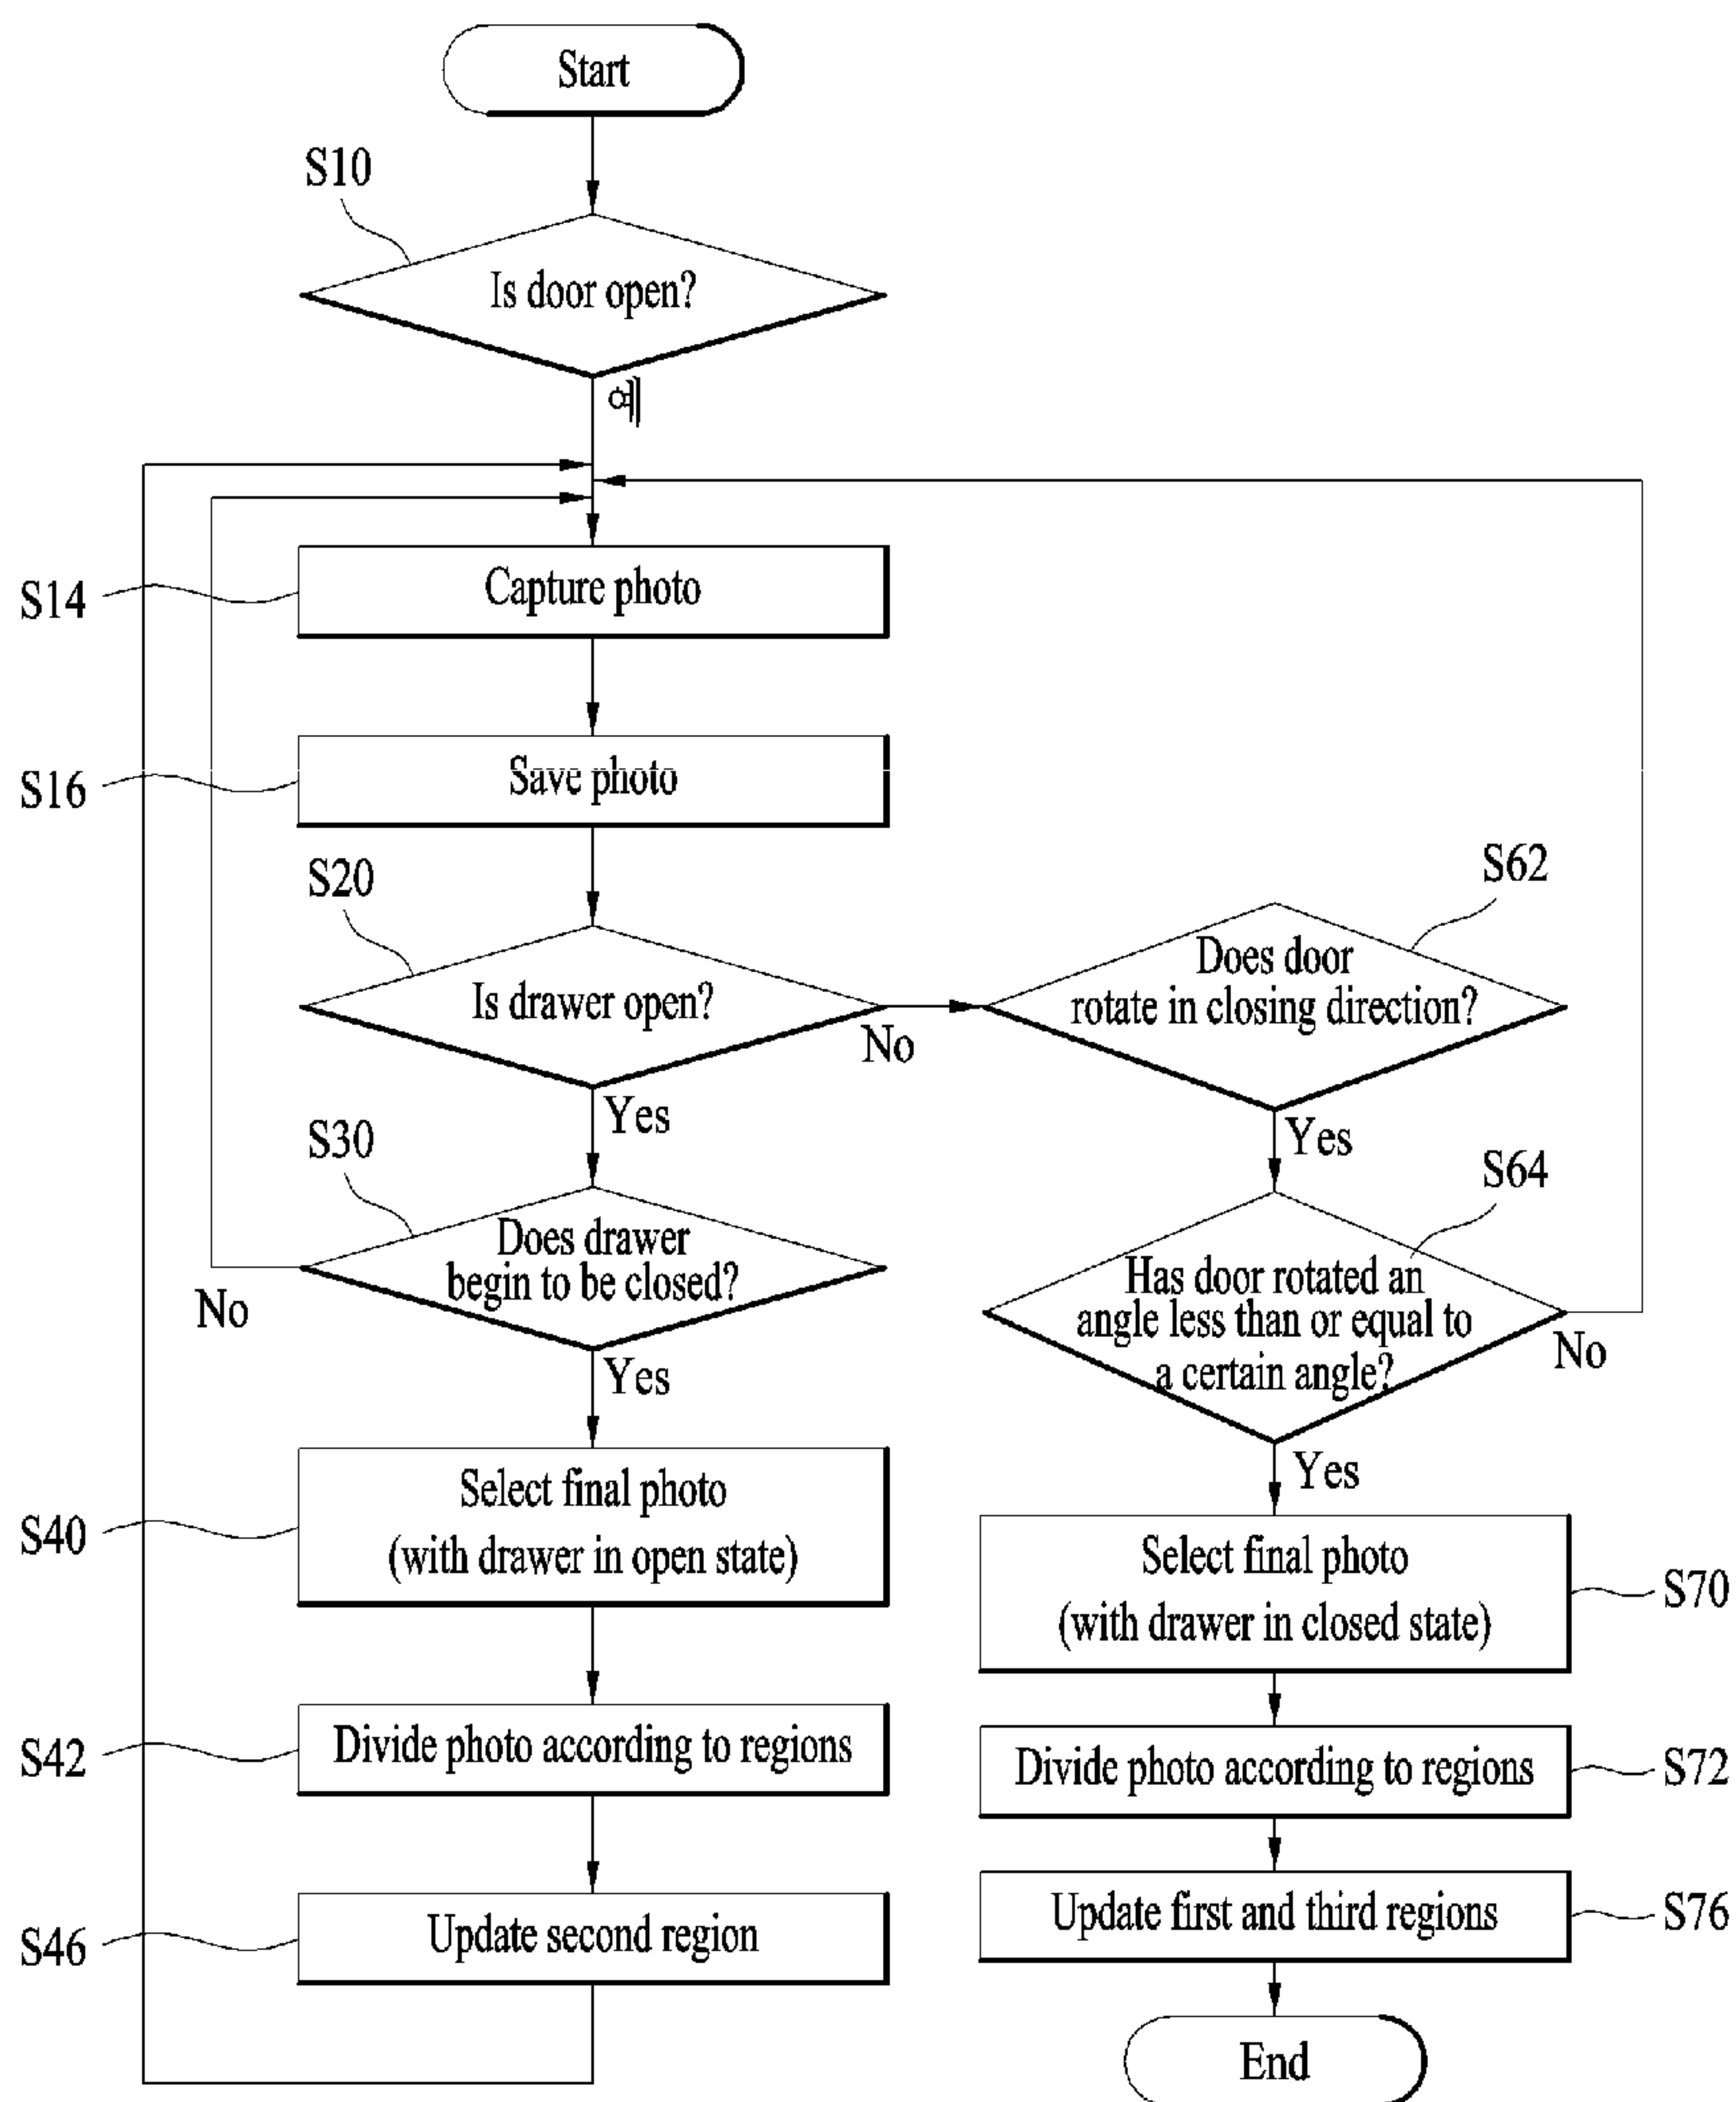 Start
S10
Is door open?
예
S14
Capture photo
S16
Save photo
S20
Is drawer open?
No
Yes
S62
Does door
rotate in closing direction?
Yes
S30
Does drawer
begin to be closed?
No
Yes
S64
Has door rotated an
angle less than or equal to
a certain angle?
No
Yes
S40
Select final photo
(with drawer in open state)
S70
Select final photo
(with drawer in closed state)
S42
Divide photo according to regions
S72
Divide photo according to regions
S46
Update second region
S76
Update first and third regions
End